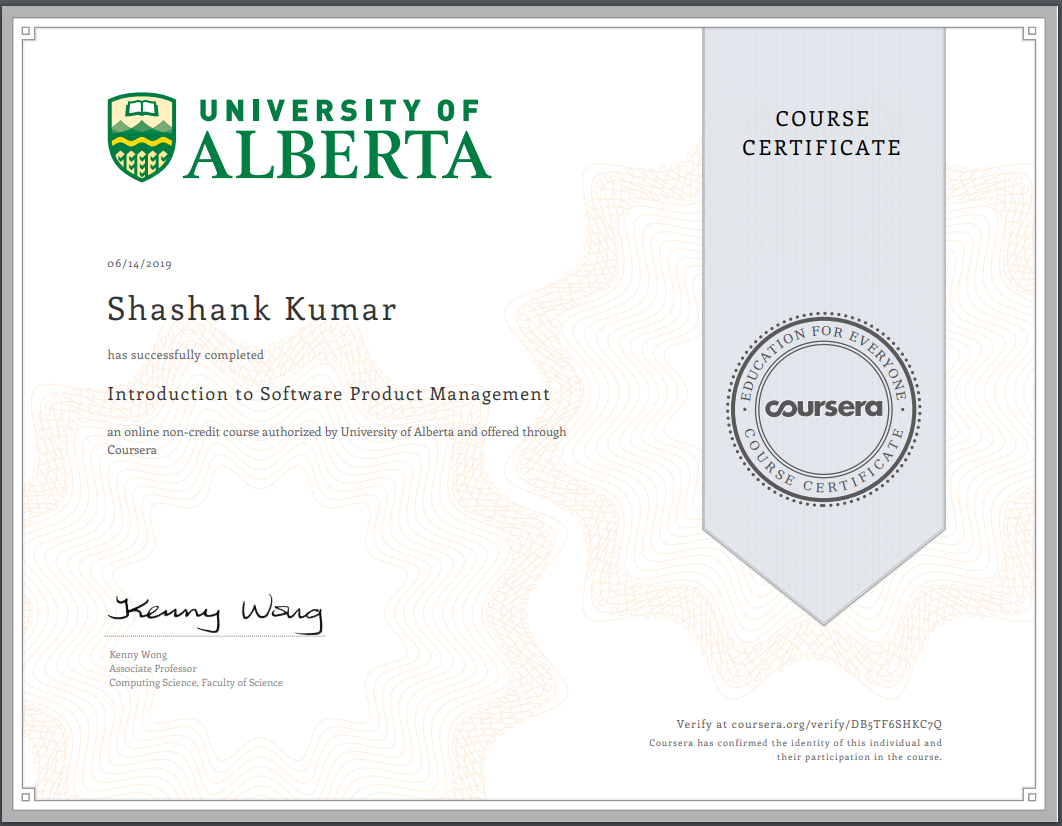 UNIVERSITY OF
ALBERTA
COURSE
CERTIFICATE
06/14/2019
Shashank Kumar
has successfully completed
Introduction to Software Product Management
an online non-credit course authorized by University of Alberta and offered through
Coursera
EDUCATION FOR EVERYONE
coursera
COURSE CERTIFICATE
Kenny Wong
Kenny Wong
Associate Professor
Computing Science, Faculty of Science
Verify at coursera.org/verify/DB5TF6SHKC7Q
Coursera has confirmed the identity of this individual and
their participation in the course.